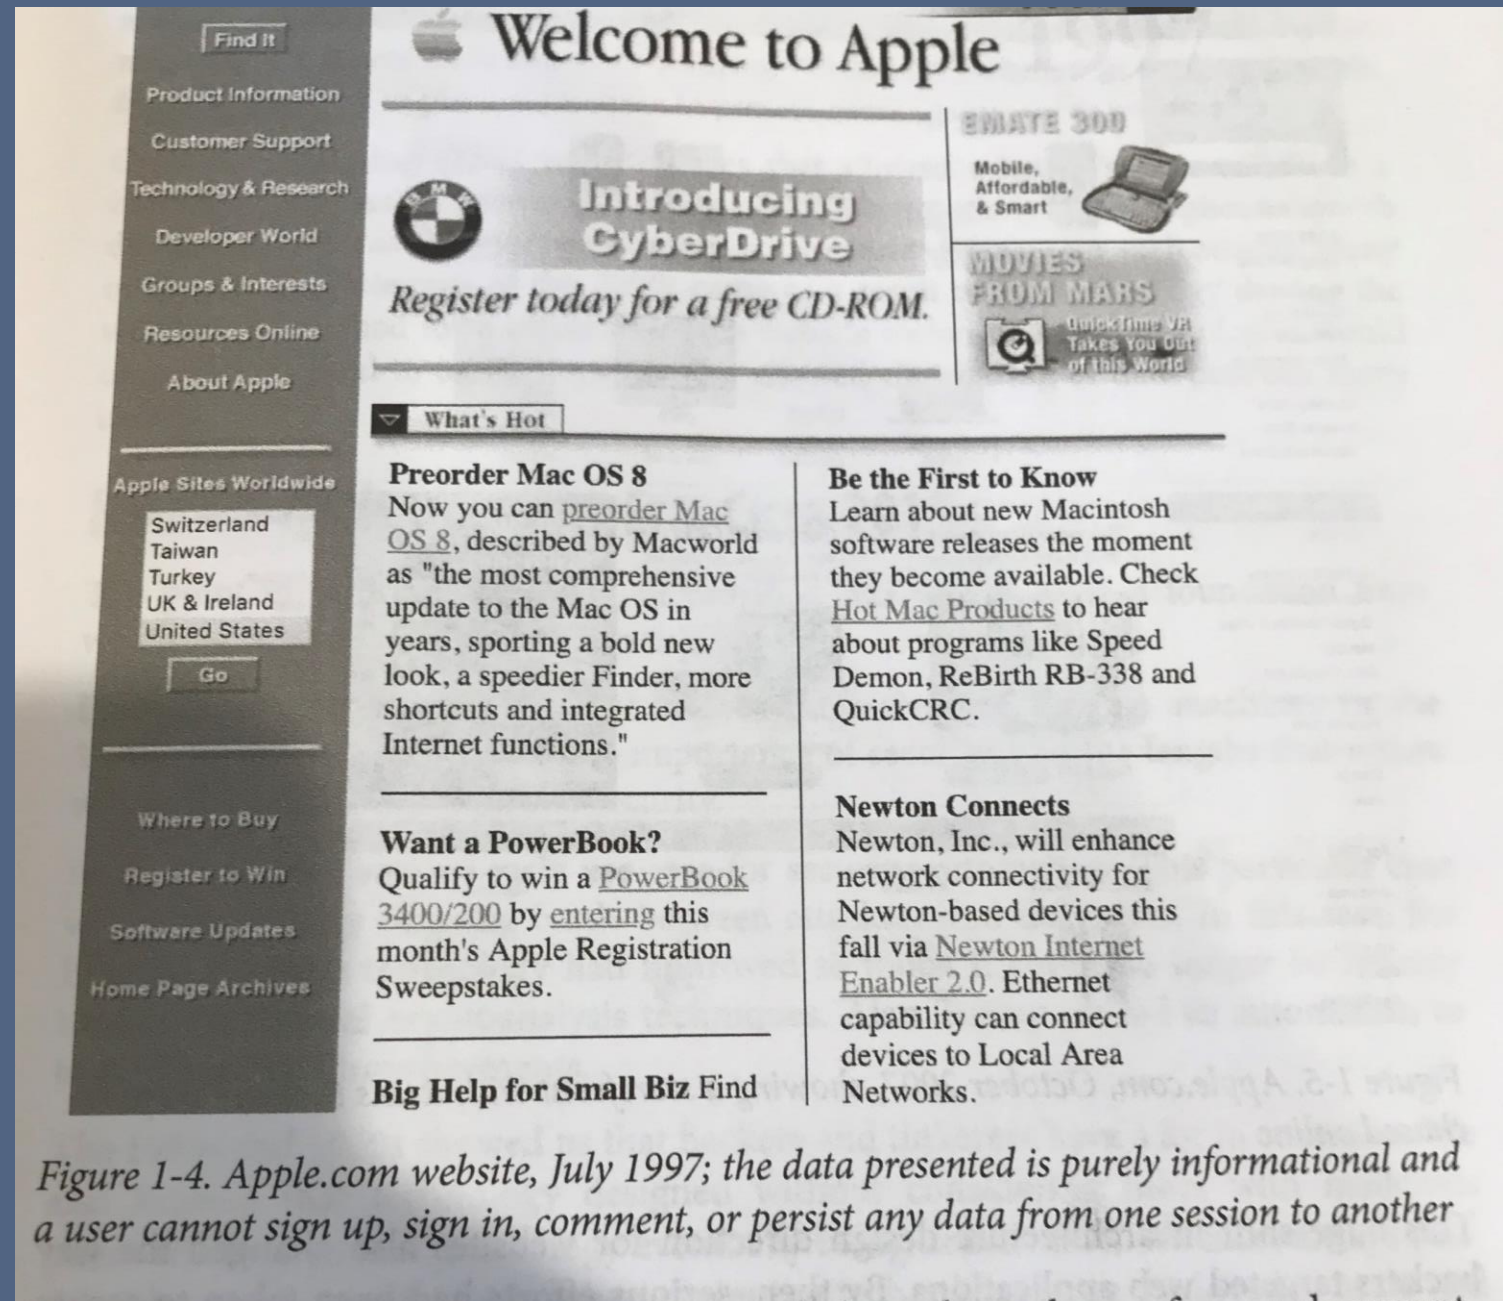 Find It
Welcome to Apple
Product Information
Customer Support
Technology & Research
Developer World
Groups & Interests
Resources Online
About Apple
BMW
Introducing
CyberDrive
Register today for a free CD-ROM.
EMATE 300
Mobile,
Affordable,
& Smart
MOVIES
FROM MARS
QuickTime VR
Takes You Out
of this World
What's Hot
Apple Sites Worldwide
Switzerland
Taiwan
Turkey
UK & Ireland
United States
Go
Where to Buy
Register to Win
Software Updates
Home Page Archives
Preorder Mac OS 8
Now you can preorder Mac
OS 8, described by Macworld
as "the most comprehensive
update to the Mac OS in
years, sporting a bold new
look, a speedier Finder, more
shortcuts and integrated
Internet functions."
Want a PowerBook?
Qualify to win a PowerBook
3400/200 by entering this
month's Apple Registration
Sweepstakes.
Big Help for Small Biz Find
Be the First to Know
Learn about new Macintosh
software releases the moment
they become available. Check
Hot Mac Products to hear
about programs like Speed
Demon, ReBirth RB-338 and
QuickCRC.
Newton Connects
Newton, Inc., will enhance
network connectivity for
Newton-based devices this
fall via Newton Internet
Enabler 2.0. Ethernet
capability can connect
devices to Local Area
Networks.
Figure 1-4. Apple.com website, July 1997; the data presented is purely informational and
a user cannot sign up, sign in, comment, or persist any data from one session to another